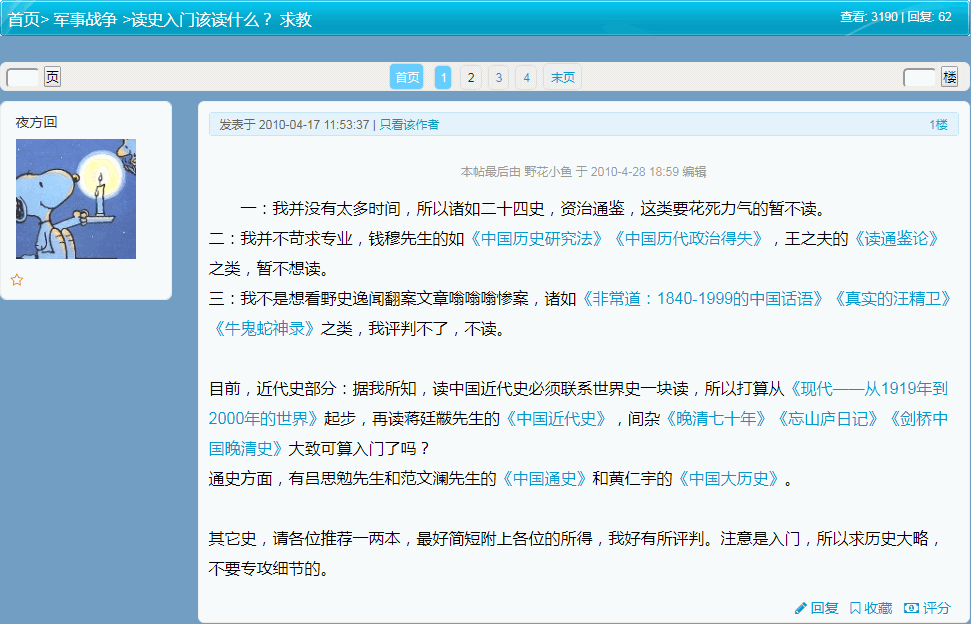 首页> 军事战争 >读史入门该读什么？ 求教
查看: 3190 | 回复: 62
页 首页 1 2 3 4 末页 楼
夜方回
发表于 2010-04-17 11:53:37 | 只看该作者 1楼
本帖最后由 野花小鱼 于 2010-4-28 18:59 编辑
一：我并没有太多时间，所以诸如二十四史，资治通鉴，这类要花死力气的暂不读。
二：我并不苛求专业，钱穆先生的如《中国历史研究法》《中国历代政治得失》，王之夫的《读通鉴论》
之类，暂不想读。
三：我不是想看野史逸闻翻案文章嗡嗡嗡惨案，诸如《非常道：1840-1999的中国话语》《真实的汪精卫》
《牛鬼蛇神录》之类，我评判不了，不读。
目前，近代史部分：据我所知，读中国近代史必须联系世界史一块读，所以打算从《现代——从1919年到
2000年的世界》起步，再读蒋廷黻先生的《中国近代史》，间杂《晚清七十年》《忘山庐日记》《剑桥中
国晚清史》大致可算入门了吗？
通史方面，有吕思勉先生和范文澜先生的《中国通史》和黄仁宇的《中国大历史》。
其它史，请各位推荐一两本，最好简短附上各位的所得，我好有所评判。注意是入门，所以求历史大略，
不要专攻细节的。
回复 收藏 评分